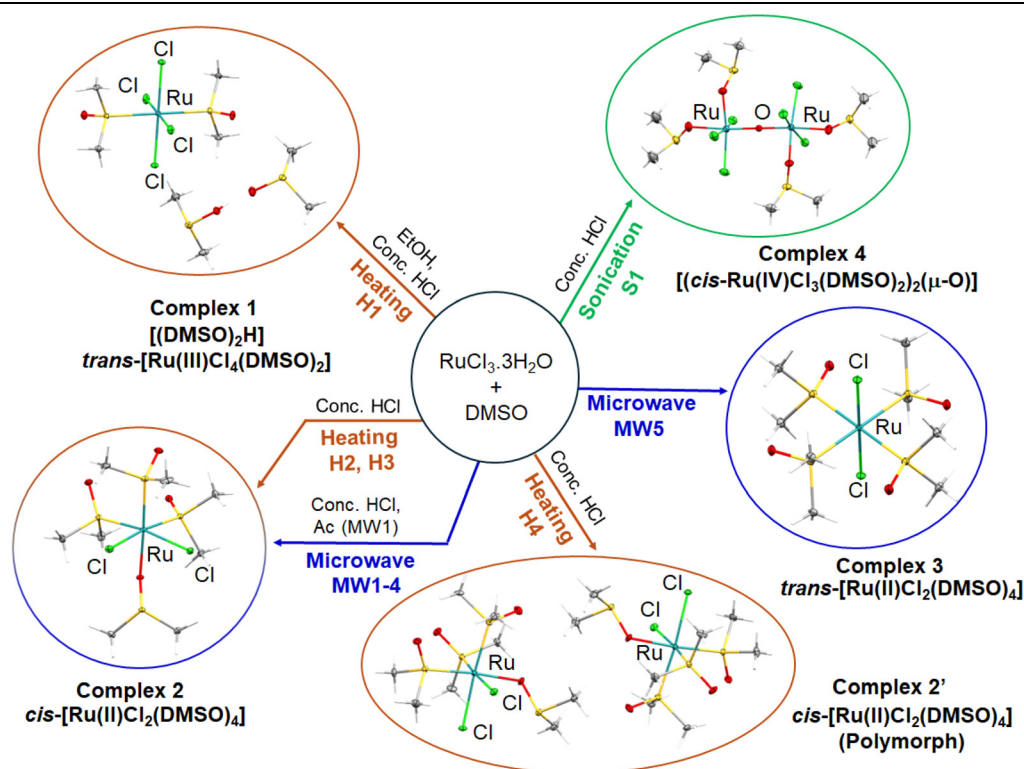 Cl
Cl
Ru
Cl
Cl
Complex 1
[(DMSO)₂H]
trans-[Ru(III)Cl₄(DMSO)₂]
EtOH,
Conc. HCl
Heating
H1
Ru
O
Ru
Complex 4
[(cis-Ru(IV)Cl₃(DMSO)₂)₂(μ-O)]
Conc. HCl
Sonication
S1
RuCl₃.3H₂O
+
DMSO
Microwave
MW5
Cl
Ru
Cl
Complex 3
trans-[Ru(II)Cl₂(DMSO)₄]
Conc. HCl
Heating
H2, H3
Conc. HCl,
Ac (MW1)
Microwave
MW1-4
Cl
Ru
Cl
Complex 2
cis-[Ru(II)Cl₂(DMSO)₄]
Conc. HCl
Heating
H4
Ru
Cl
Cl
Cl
Cl
Ru
Complex 2’
cis-[Ru(II)Cl₂(DMSO)₄]
(Polymorph)